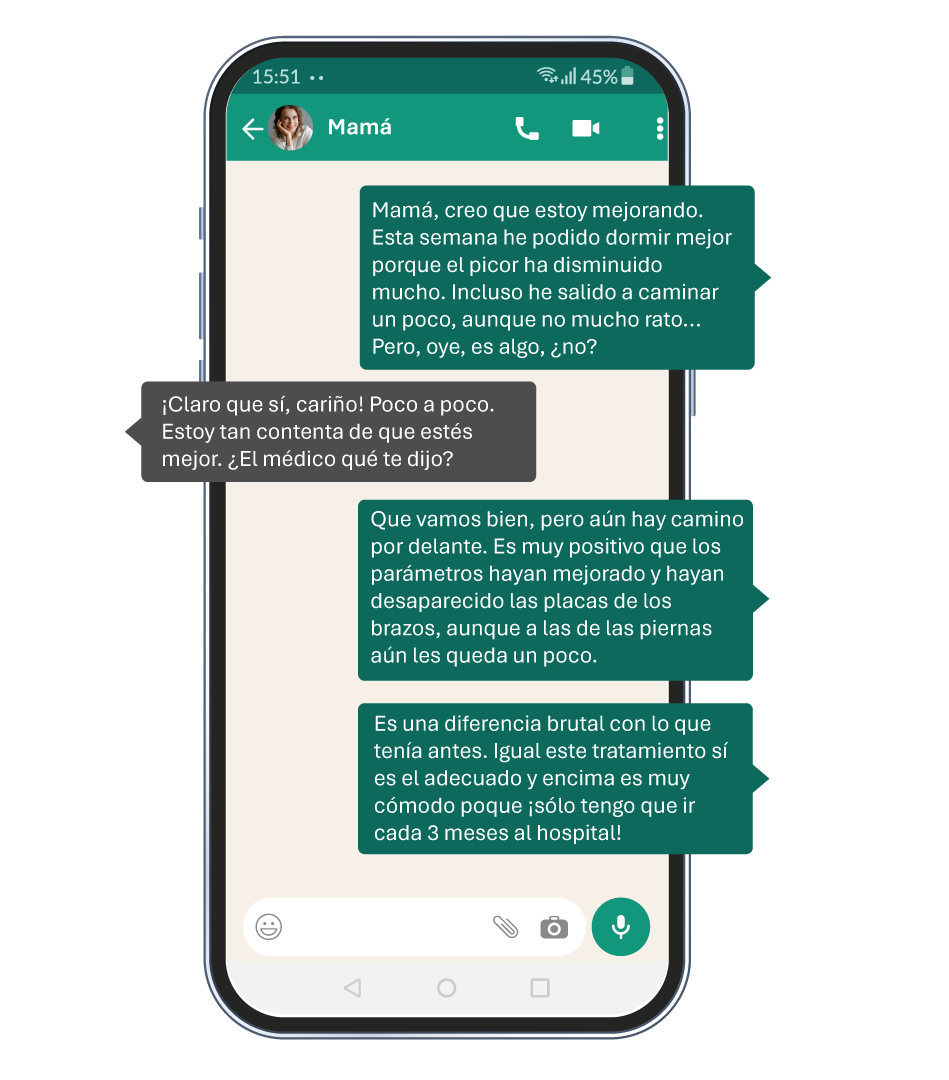 15:51
45%
Mamá
Mamá, creo que estoy mejorando.
Esta semana he podido dormir mejor
porque el picor ha disminuido
mucho. Incluso he salido a caminar
un poco, aunque no mucho rato...
Pero, oye, es algo, ¿no?
¡Claro que sí, cariño! Poco a poco.
Estoy tan contenta de que estés
mejor. ¿El médico qué te dijo?
Que vamos bien, pero aún hay camino
por delante. Es muy positivo que los
parámetros hayan mejorado y hayan
desaparecido las placas de los
brazos, aunque a las de las piernas
aún les queda un poco.
Es una diferencia brutal con lo que
tenía antes. Igual este tratamiento sí
es el adecuado y encima es muy
cómodo poque ¡sólo tengo que ir
cada 3 meses al hospital!